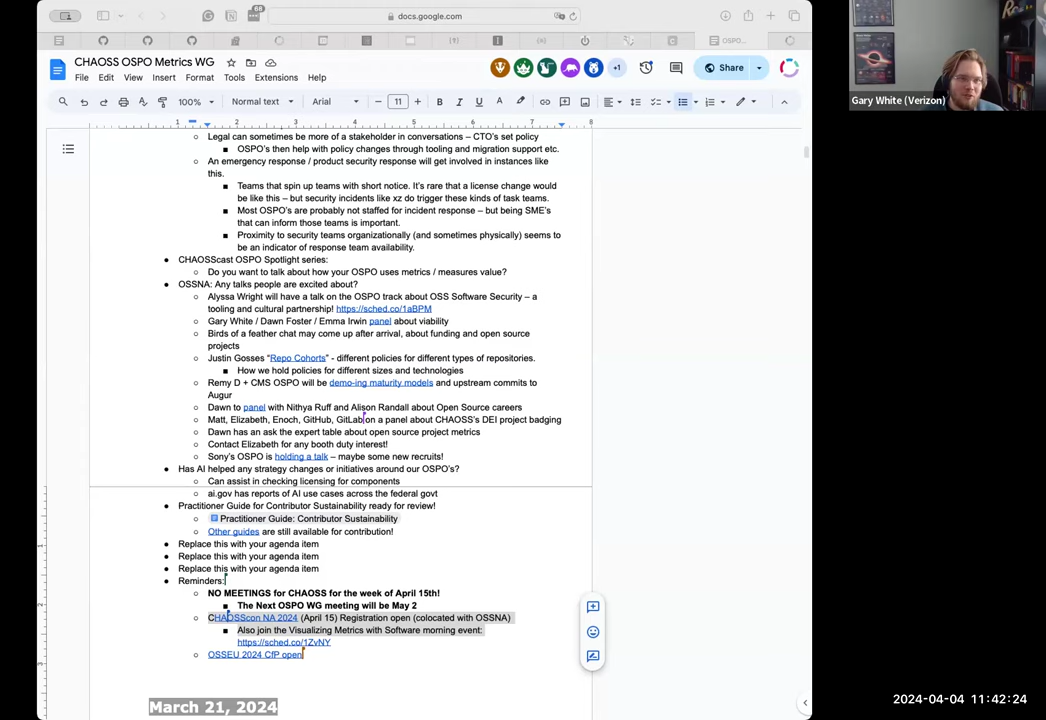 68
docs.google.com
OSPO...
CHAOSS OSPO Metrics WG
File Edit View Insert Format Tools Extensions Help
+1
Share
100%
Normal text
Arial
11
1 2 3 4 5 6 7 8
○ Legal can sometimes be more of a stakeholder in conversations – CTO's set policy
■ OSPO's then help with policy changes through tooling and migration support etc.
○ An emergency response / product security response will get involved in instances like
this.
■ Teams that spin up teams with short notice. It's rare that a license change would
be like this – but security incidents like xz do trigger these kinds of task teams.
■ Most OSPO's are probably not staffed for incident response – but being SME's
that can inform those teams is important.
■ Proximity to security teams organizationally (and sometimes physically) seems to
be an indicator of response team availability.
● CHAOSScast OSPO Spotlight series:
○ Do you want to talk about how your OSPO uses metrics / measures value?
● OSSNA: Any talks people are excited about?
○ Alyssa Wright will have a talk on the OSPO track about OSS Software Security – a
tooling and cultural partnership! https://sched.co/1aBPM
○ Gary White / Dawn Foster / Emma Irwin panel about viability
○ Birds of a feather chat may come up after arrival, about funding and open source
projects
○ Justin Gosses “Repo Cohorts” - different policies for different types of repositories.
■ How we hold policies for different sizes and technologies
○ Remy D + CMS OSPO will be demo-ing maturity models and upstream commits to
Augur
○ Dawn to panel with Nithya Ruff and Alison Randall about Open Source careers
○ Matt, Elizabeth, Enoch, GitHub, GitLab on a panel about CHAOSS's DEI project badging
○ Dawn has an ask the expert table about open source project metrics
○ Contact Elizabeth for any booth duty interest!
○ Sony's OSPO is holding a talk – maybe some new recruits!
● Has AI helped any strategy changes or initiatives around our OSPO's?
○ Can assist in checking licensing for components
○ ai.gov has reports of AI use cases across the federal govt
● Practitioner Guide for Contributor Sustainability ready for review!
○ Practitioner Guide: Contributor Sustainability
○ Other guides are still available for contribution!
● Replace this with your agenda item
● Replace this with your agenda item
● Replace this with your agenda item
● Reminders:
○ NO MEETINGS for CHAOSS for the week of April 15th!
■ The Next OSPO WG meeting will be May 2
○ CHAOSScon NA 2024 (April 15) Registration open (colocated with OSSNA)
■ Also join the Visualizing Metrics with Software morning event:
https://sched.co/1ZvNY
○ OSSEU 2024 CfP open
March 21, 2024
Gary White (Verizon)
2024-04-04 11:42:24